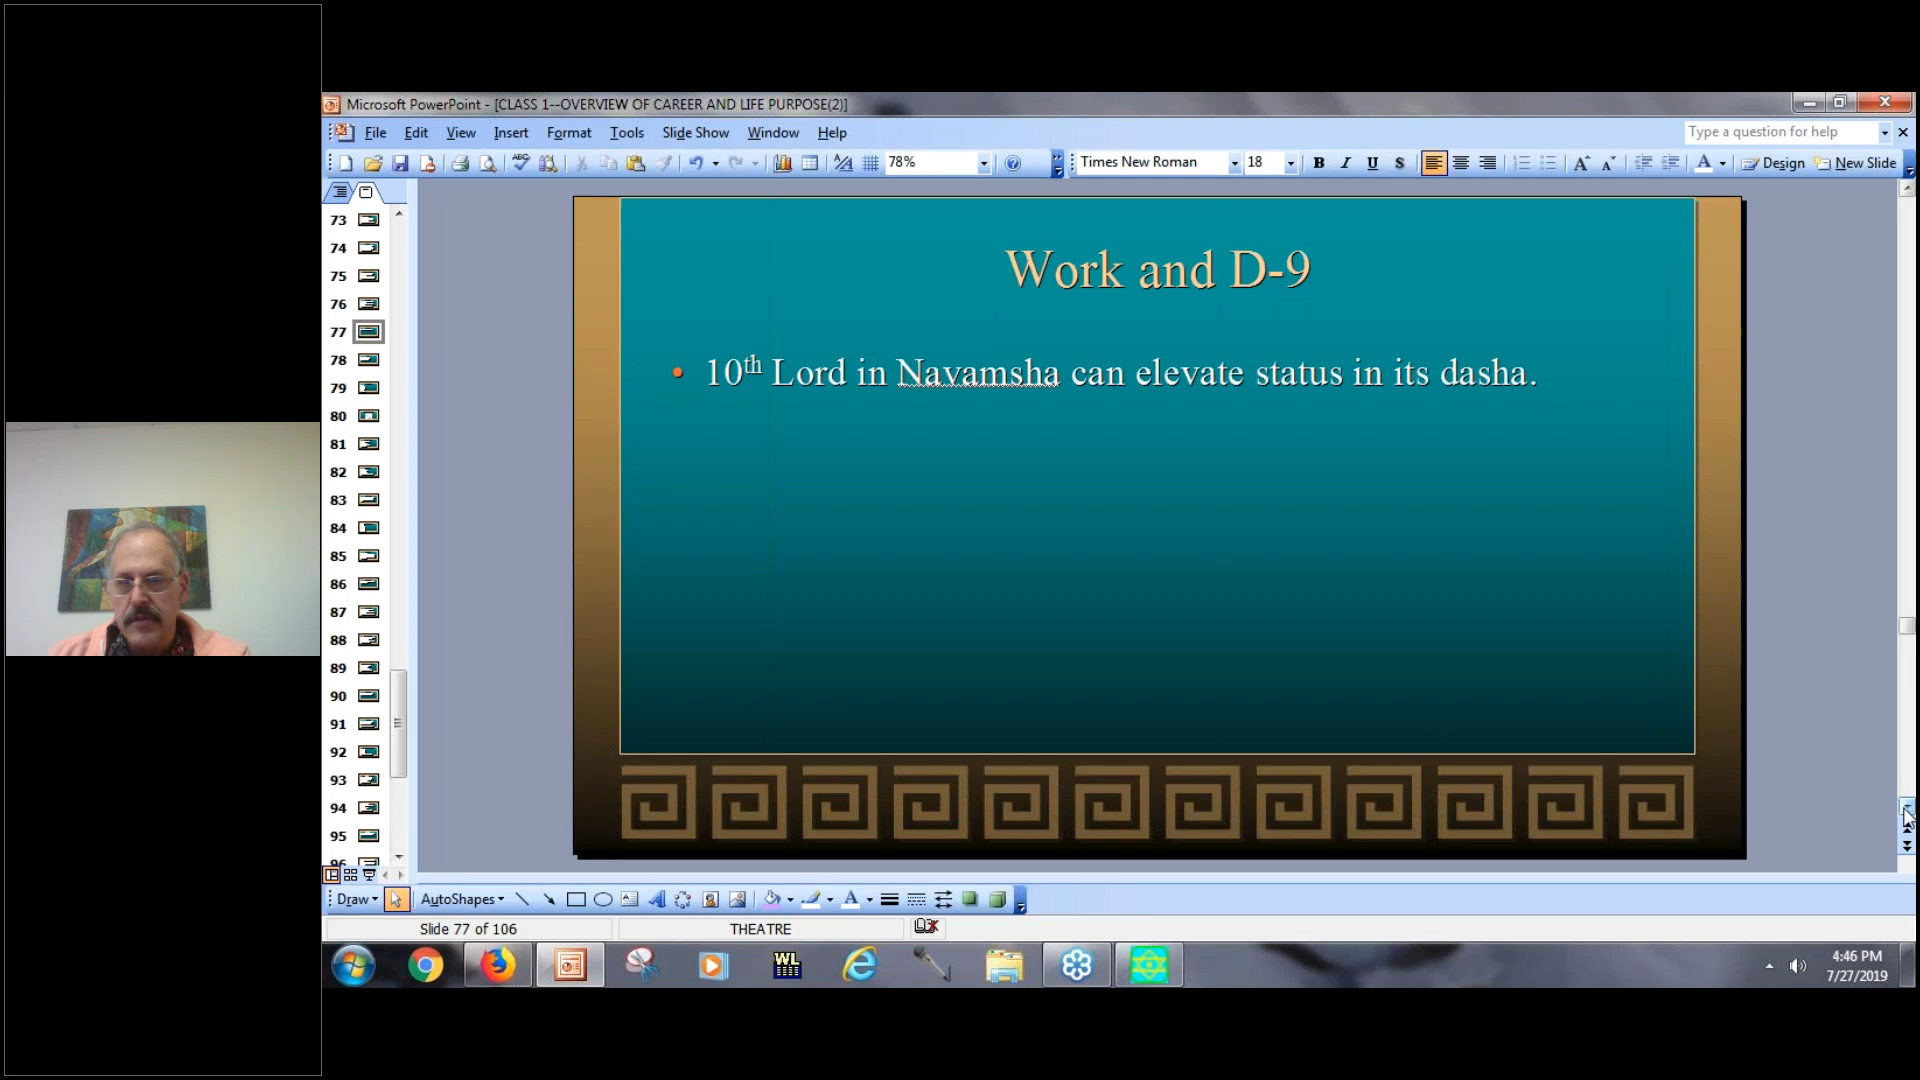 Microsoft PowerPoint - [CLASS 1--OVERVIEW OF CAREER AND LIFE PURPOSE(2)]
File Edit View Insert Format Tools Slide Show Window Help Type a question for help
78% Times New Roman 18 B I U S A A A Design New Slide
73
74
75
76
77
78
79
80
81
82
83
84
85
86
87
88
89
90
91
92
93
94
95
96
Work and D-9
• 10th Lord in Navamsha can elevate status in its dasha.
Draw AutoShapes A A
Slide 77 of 106 THEATRE
WL
4:46 PM
7/27/2019